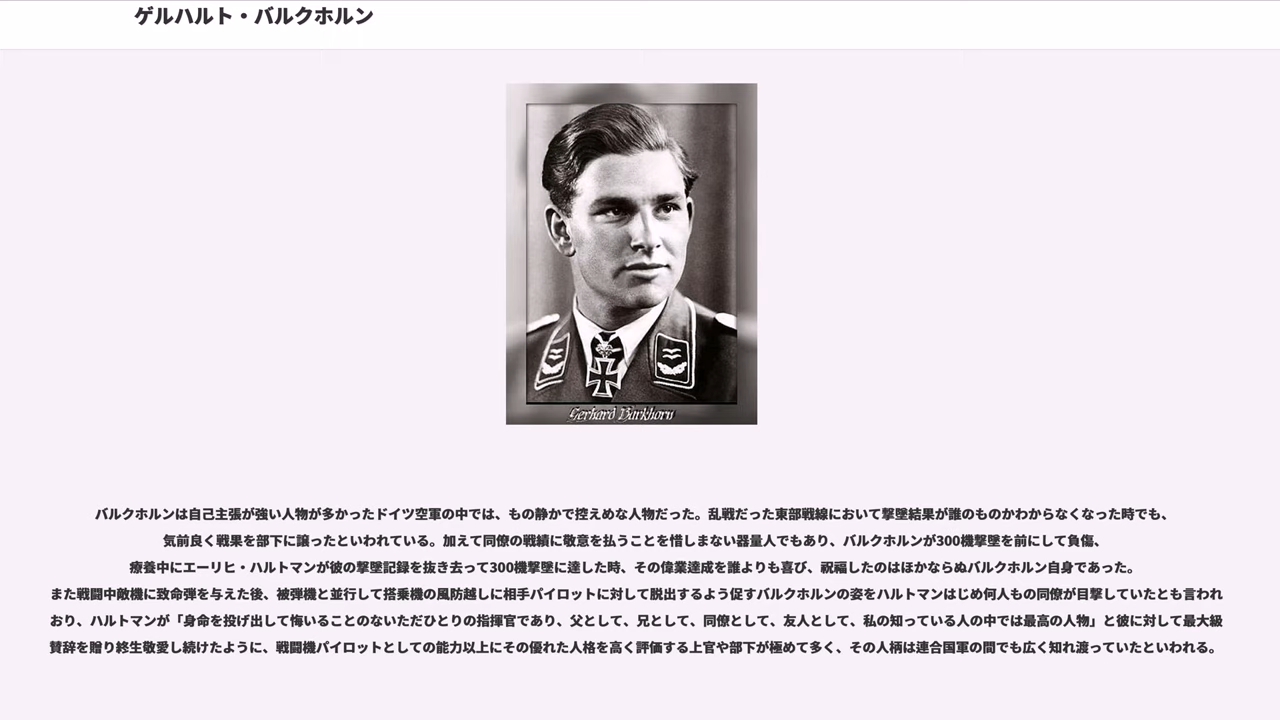 ゲルハルト・バルクホルン
Gerhard Barkhorn
バルクホルンは自己主張が強い人物が多かったドイツ空軍の中では、もの静かで控えめな人物だった。乱戦だった東部戦線において撃墜結果が誰のものかわからなくなった時でも、
気前良く戦果を部下に譲ったといわれている。加えて同僚の戦績に敬意を払うことを惜しまない器量人でもあり、バルクホルンが300機撃墜を前にして負傷、
療養中にエーリヒ・ハルトマンが彼の撃墜記録を抜き去って300機撃墜に達した時、その偉業達成を誰よりも喜び、祝福したのはほかならぬバルクホルン自身であった。
また戦闘中敵機に致命弾を与えた後、被弾機と並行して搭乗機の風防越しに相手パイロットに対して脱出するよう促すバルクホルンの姿をハルトマンはじめ何人もの同僚が目撃していたとも言われ
おり、ハルトマンが「身命を投げ出して悔いることのないただひとりの指揮官であり、父として、兄として、同僚として、友人として、私の知っている人の中では最高の人物」と彼に対して最大級
賛辞を贈り終生敬愛し続けたように、戦闘機パイロットとしての能力以上にその優れた人格を高く評価する上官や部下が極めて多く、その人柄は連合国軍の間でも広く知れ渡っていたといわれる。